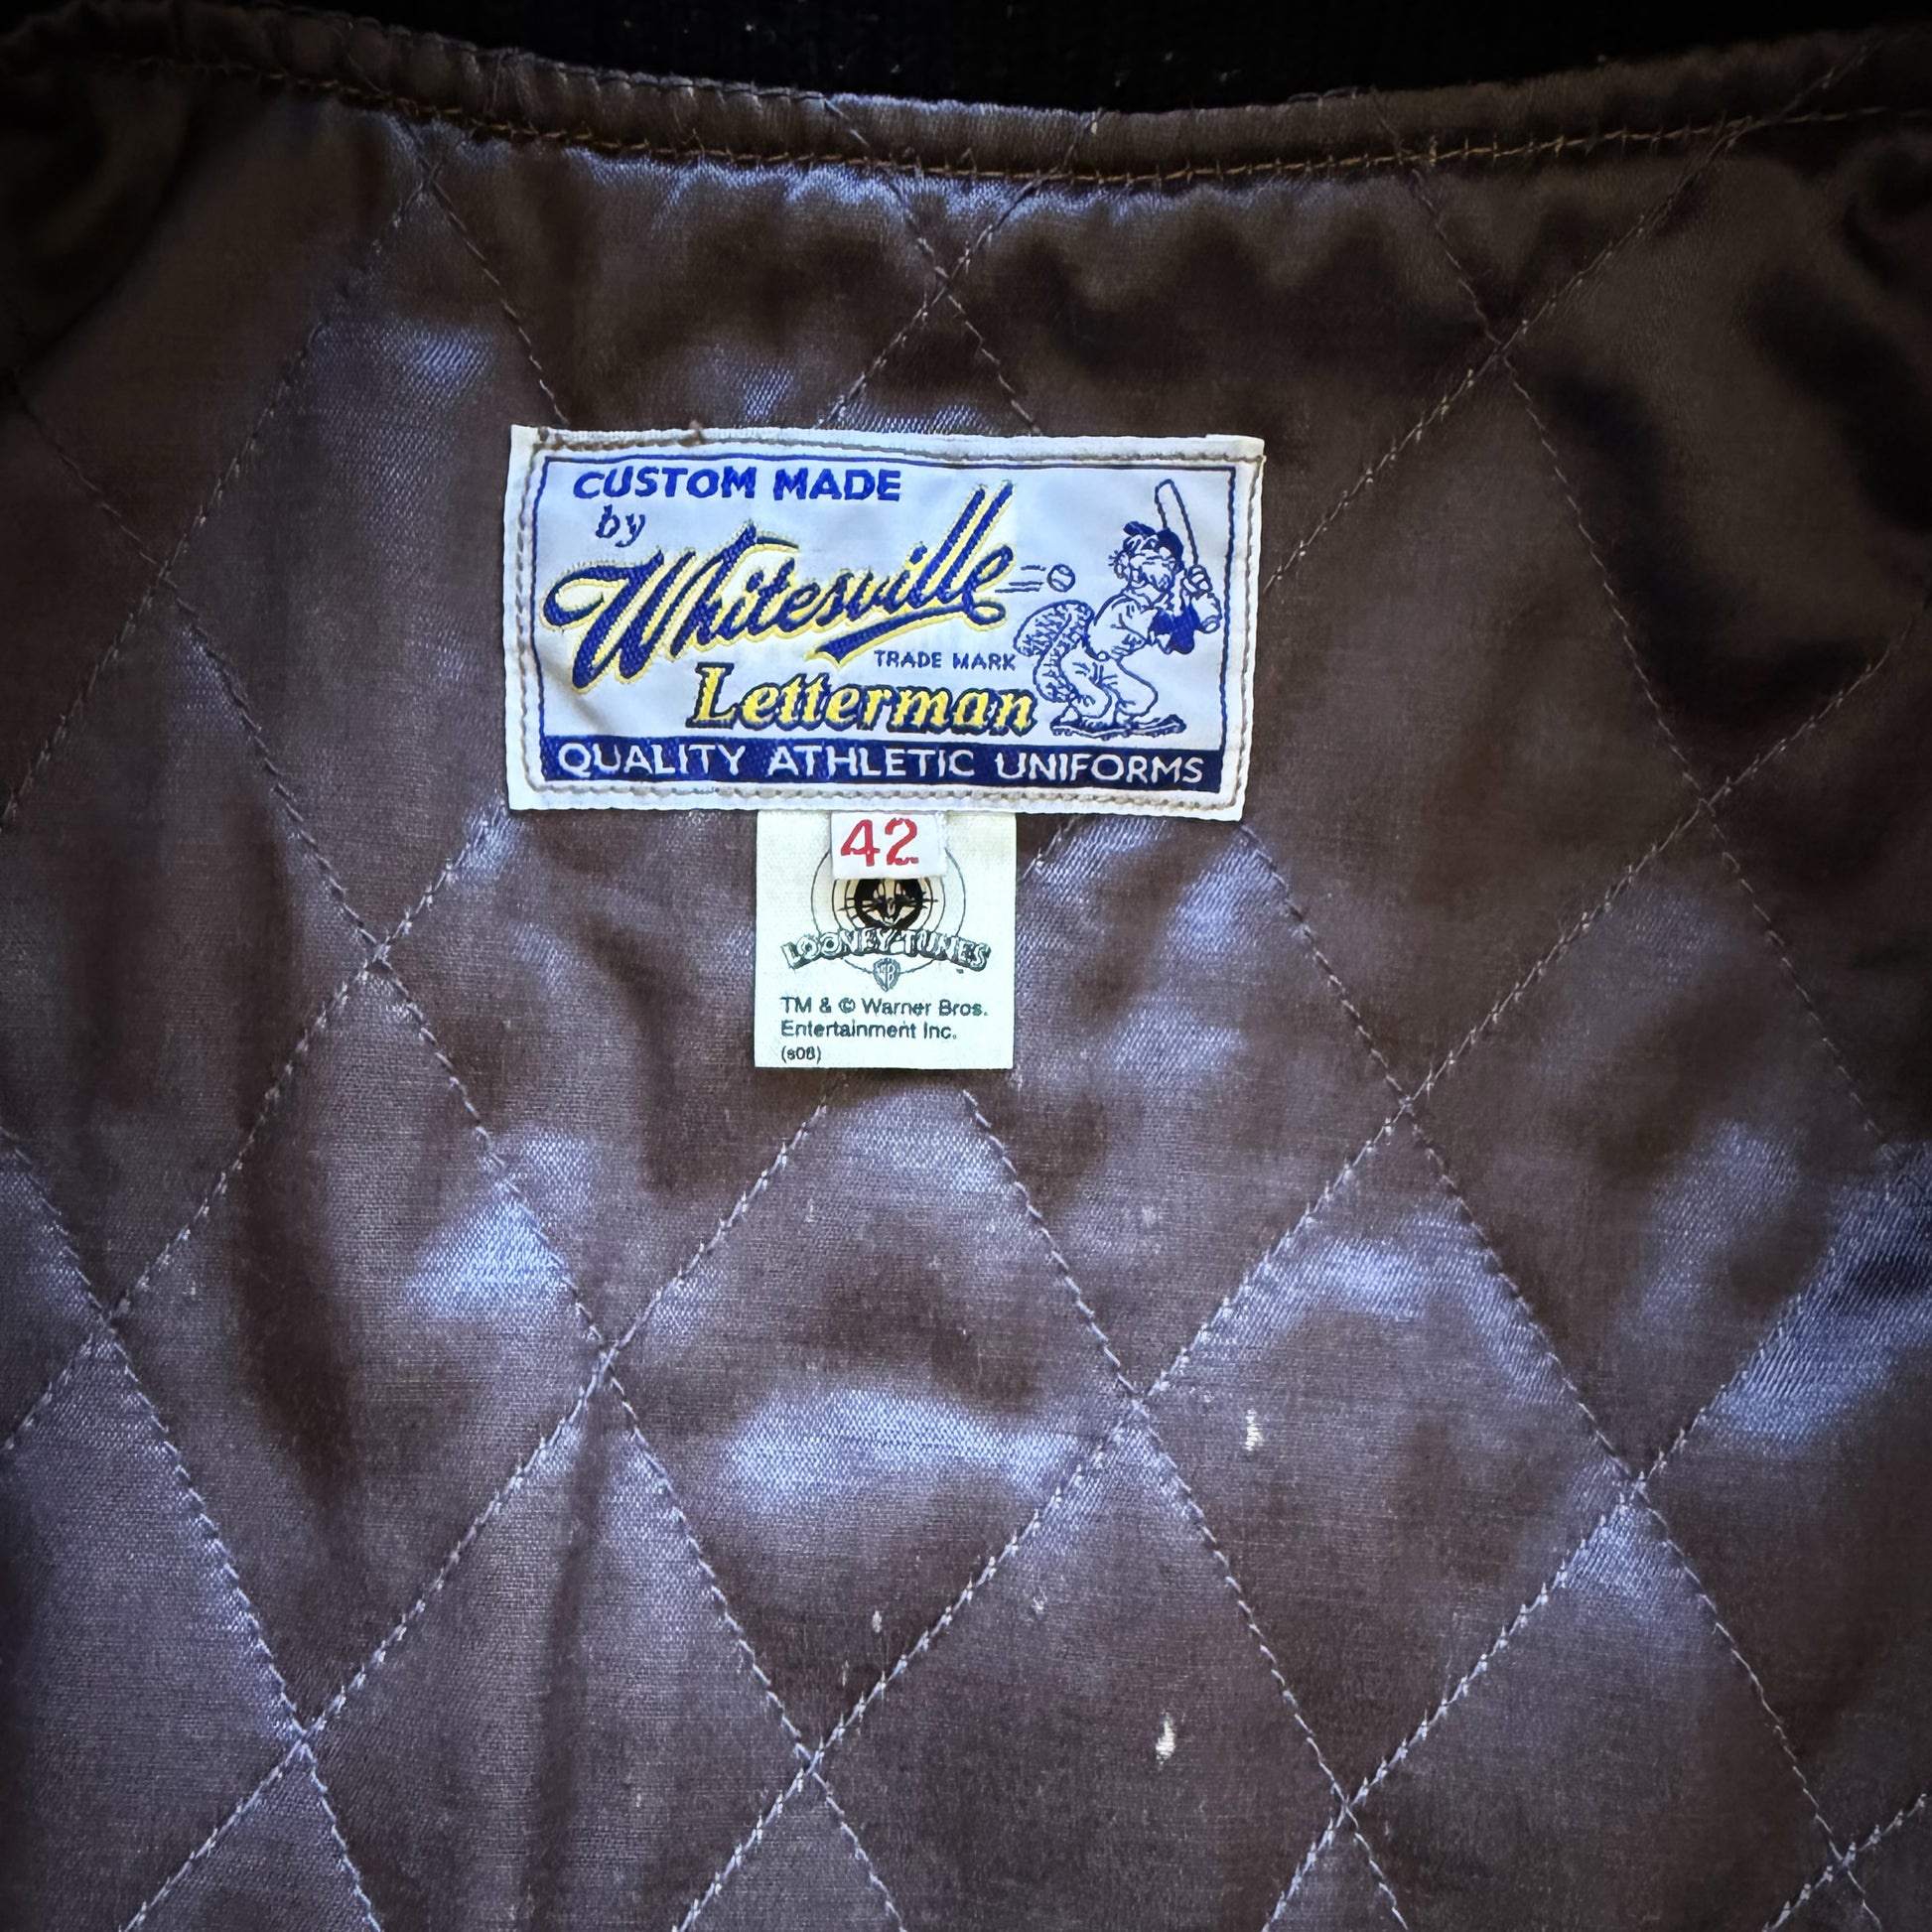 CUSTOM MADE
by
Whitesville
TRADE MARK
Letterman
QUALITY ATHLETIC UNIFORMS
42
LOONEY TUNES
WB
TM & © Warner Bros.
Entertainment Inc.
(s08)